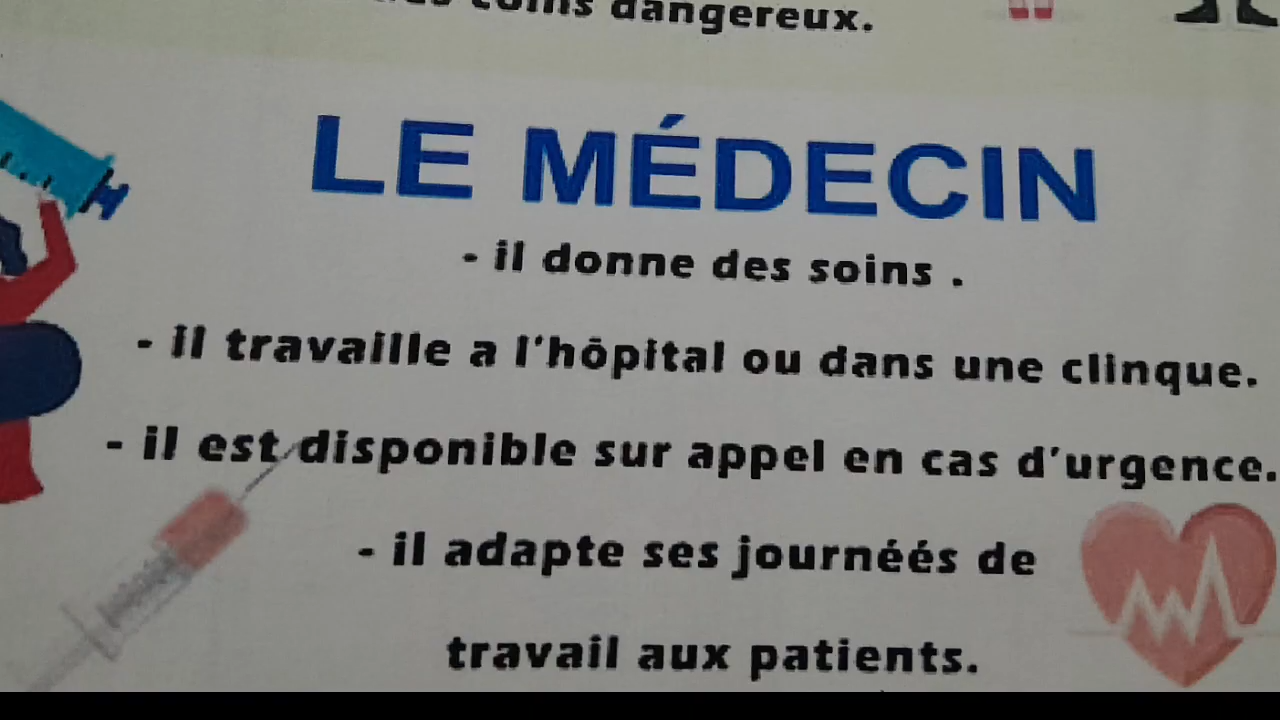 coins dangereux.
LE MÉDECIN
- il donne des soins .
- Il travaille a l'hôpital ou dans une clinque.
- il est disponible sur appel en cas d'urgence.
- il adapte ses journéés de
travail aux patients.